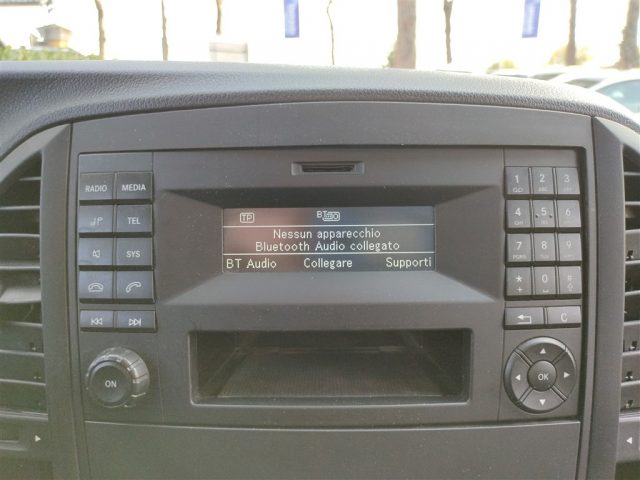 RADIO MEDIA
TEL
SYS
ON
TP
Nessun apparecchio
Bluetooth Audio collegato
BT Audio Collegare Supporti
1 2 ABC 3
4 5 6
7 8 9
* 0 #
C
OK